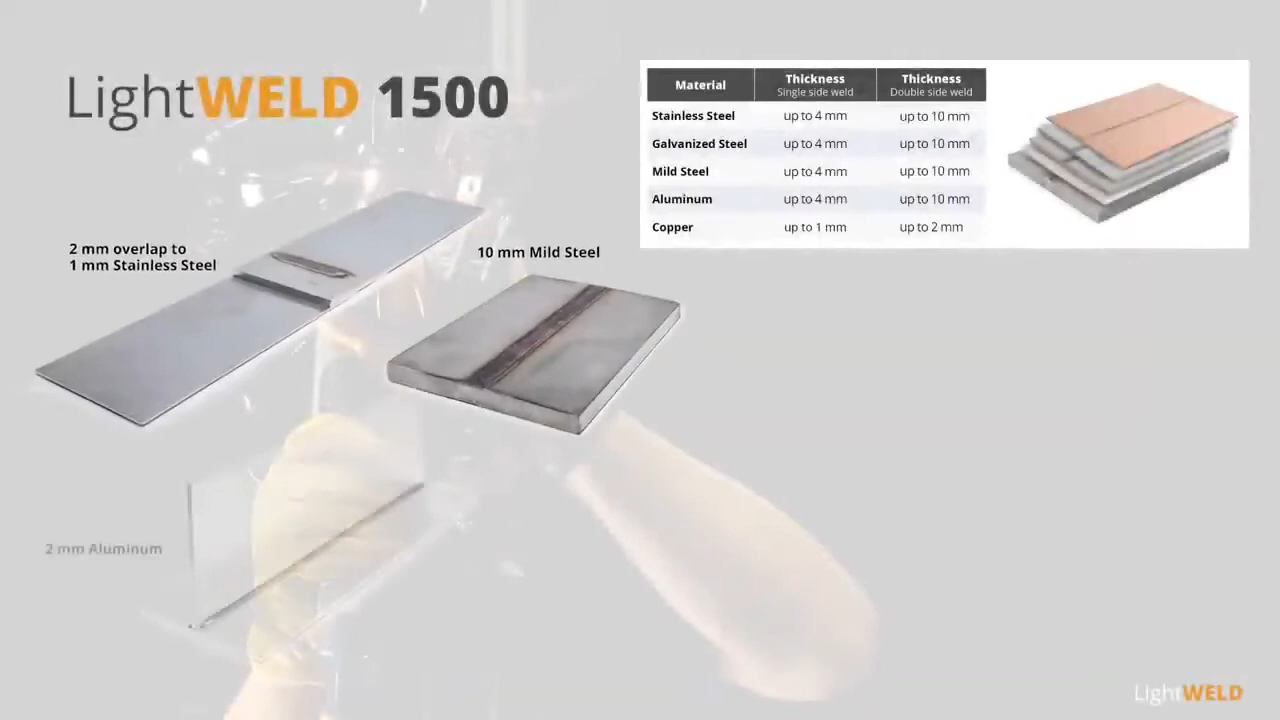 LightWELD 1500
Material Thickness Thickness
Single side weld Double side weld
Stainless Steel up to 4 mm up to 10 mm
Galvanized Steel up to 4 mm up to 10 mm
Mild Steel up to 4 mm up to 10 mm
Aluminum up to 4 mm up to 10 mm
Copper up to 1 mm up to 2 mm
2 mm overlap to
1 mm Stainless Steel
10 mm Mild Steel
2 mm Aluminum
LightWELD